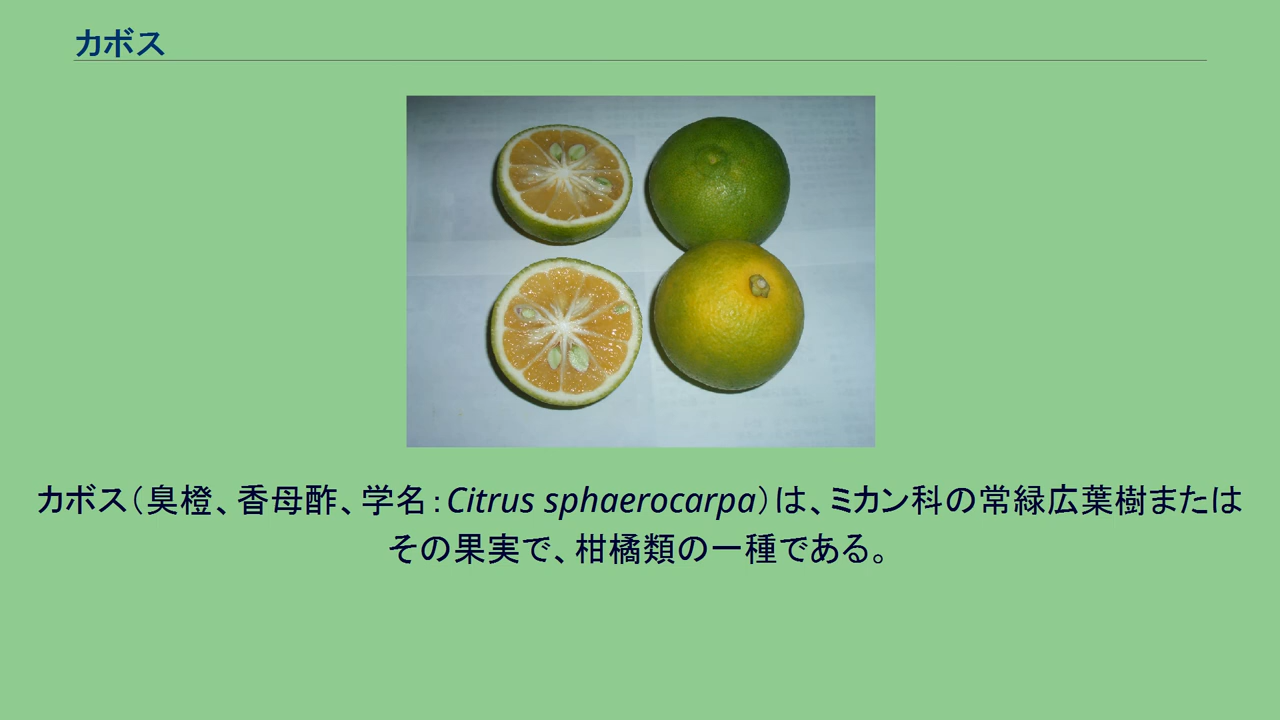 カボス
カボス（臭橙、香母酢、学名：Citrus sphaerocarpa）は、ミカン科の常緑広葉樹または
その果実で、柑橘類の一種である。